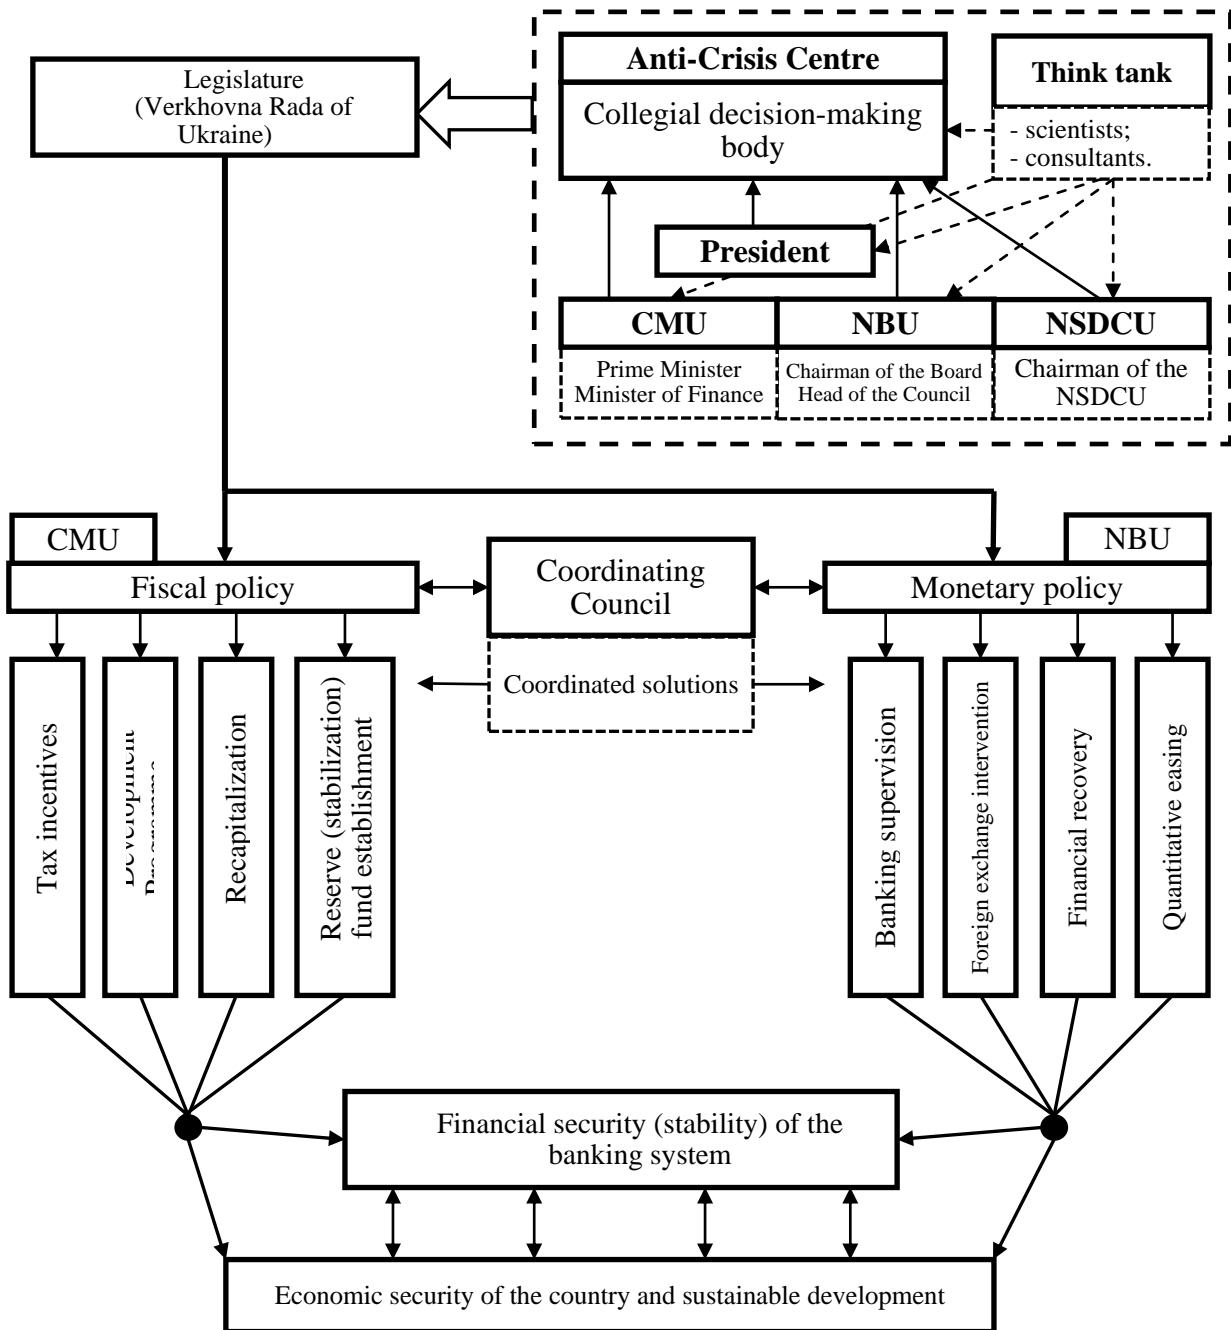 Legislature
(Verkhovna Rada of
Ukraine)
Anti-Crisis Centre
Collegial decision-making
body
Think tank
- scientists;
- consultants.
President
CMU
NBU
NSDCU
Prime Minister
Minister of Finance
Chairman of the Board
Head of the Council
Chairman of the
NSDCU
CMU
Fiscal policy
Coordinating
Council
Coordinated solutions
NBU
Monetary policy
Tax incentives
Development
Programme
Recapitalization
Reserve (stabilization)
fund establishment
Banking supervision
Foreign exchange intervention
Financial recovery
Quantitative easing
Financial security (stability) of the
banking system
Economic security of the country and sustainable development